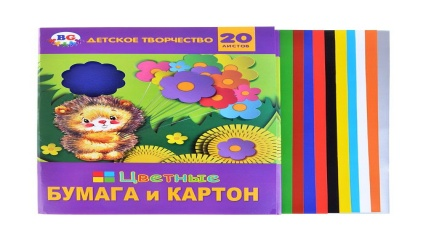 BG
ДЕТСКОЕ ТВОРЧЕСТВО
20
ЛИСТОВ
Цветные
БУМАГА и КАРТОН